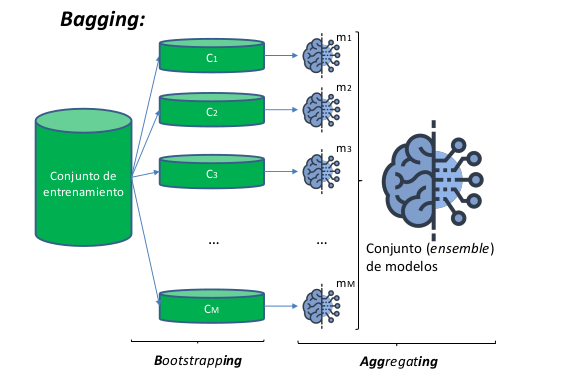 Bagging:
C1
m1
C2
m2
C3
m3
Conjunto de
entrenamiento
...
...
Conjunto (ensemble)
de modelos
CM
mM
Bootstrapping
Aggregating